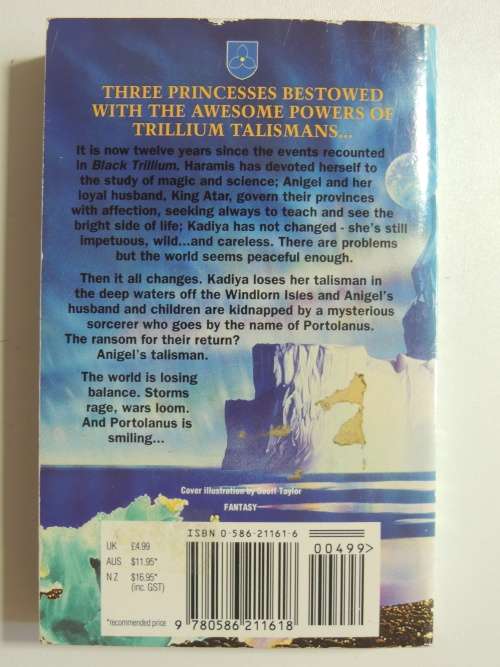 THREE PRINCESSES BESTOWED
WITH THE AWESOME POWERS OF
TRILLIUM TALISMANS...
It is now twelve years since the events recounted
in Black Trillium. Haramis has devoted herself to
the study of magic and science; Anigel and her
loyal husband, King Atar, govern their provinces
with affection, seeking always to teach and see the
bright side of life; Kadiya has not changed - she's still
impetuous, wild...and careless. There are problems
but the world seems peaceful enough.
Then it all changes. Kadiya loses her talisman in
the deep waters off the Windlorn Isles and Anigel's
husband and children are kidnapped by a mysterious
sorcerer who goes by the name of Portolanus.
The ransom for their return?
Anigel's talisman.
The world is losing
balance. Storms
rage, wars loom.
And Portolanus is
smiling...
Cover illustration by Geoff Taylor
FANTASY
ISBN 0-586-21161-6
UK £4.99
AUS $11.95*
NZ $16.95*
(inc. GST)
*recommended price
00499>
9 780586 211618